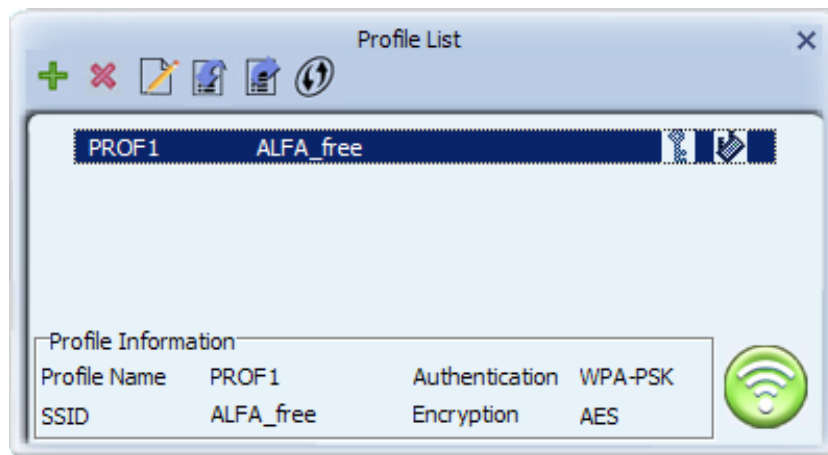 Profile List
PROF1 ALFA_free
Profile Information
Profile Name PROF1 Authentication WPA-PSK
SSID ALFA_free Encryption AES